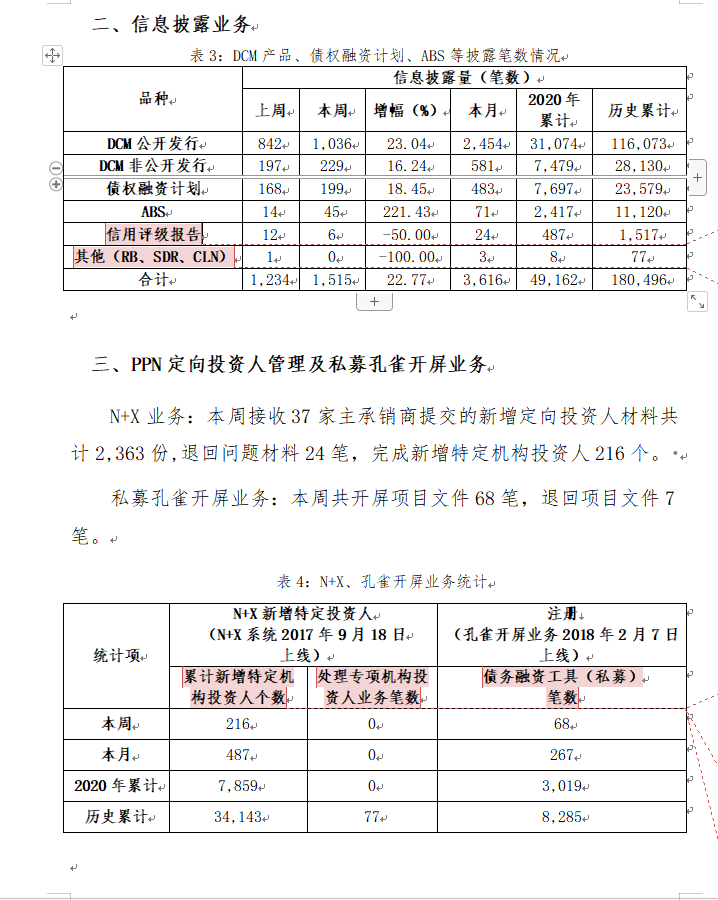 二、信息披露业务
表 3：DCM 产品、债权融资计划、ABS 等披露笔数情况
品种 信息披露量（笔数）
上周 本周 增幅（%） 本月 2020 年 累计 历史累计
DCM 公开发行 842 1,036 23.04 2,454 31,074 116,073
DCM 非公开发行 197 229 16.24 581 7,479 28,130
债权融资计划 168 199 18.45 483 7,697 23,579
ABS 14 45 221.43 71 2,417 11,120
信用评级报告 12 6 -50.00 24 487 1,517
其他（RB、SDR、CLN） 1 0 -100.00 3 8 77
合计 1,234 1,515 22.77 3,616 49,162 180,496
三、PPN 定向投资人管理及私募孔雀开屏业务
N+X 业务：本周接收 37 家主承销商提交的新增定向投资人材料共
计 2,363 份,退回问题材料 24 笔，完成新增特定机构投资人 216 个。
私募孔雀开屏业务：本周共开屏项目文件 68 笔，退回项目文件 7
笔。
表 4：N+X、孔雀开屏业务统计
统计项
N+X 新增特定投资人
（N+X 系统 2017 年 9 月 18 日
上线）
注册
（孔雀开屏业务 2018 年 2 月 7 日
上线）
累计新增特定机
构投资人个数
处理专项机构投
资人业务笔数
债务融资工具（私募）
笔数
本周 216 0 68
本月 487 0 267
2020 年累计 7,859 0 3,019
历史累计 34,143 77 8,285